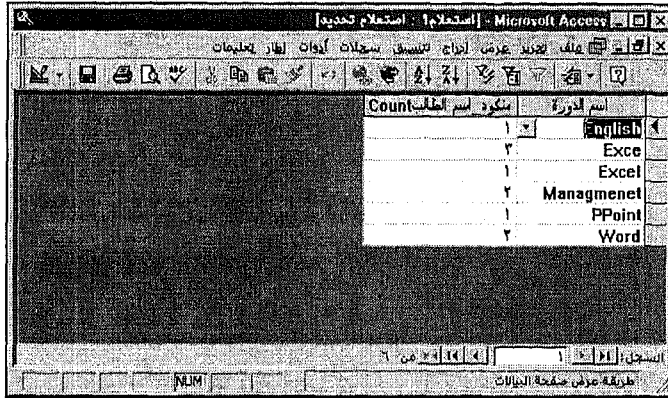 Microsoft Access - [استعلام1 : استعلام تحديد]
ملف تحرير عرض إدراج تنسيق سجلات أدوات إطار تعليمات
اسم الدورة Countمنكود_اسم الطالب
English ١
Exce ٣
Excel ١
Managmenet ٢
PPoint ١
Word ٢
السجل: ١ من ٦
طريقة عرض صفحة البيانات NUM